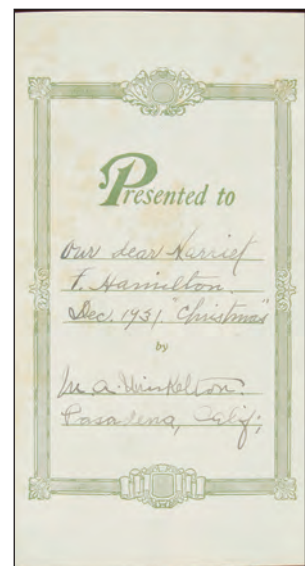 Presented to
our dear Harriet
F. Hamilton.
Dec. 1931 "Christmas"
by
M. A. Winkelton.
Pasadena, Calif;